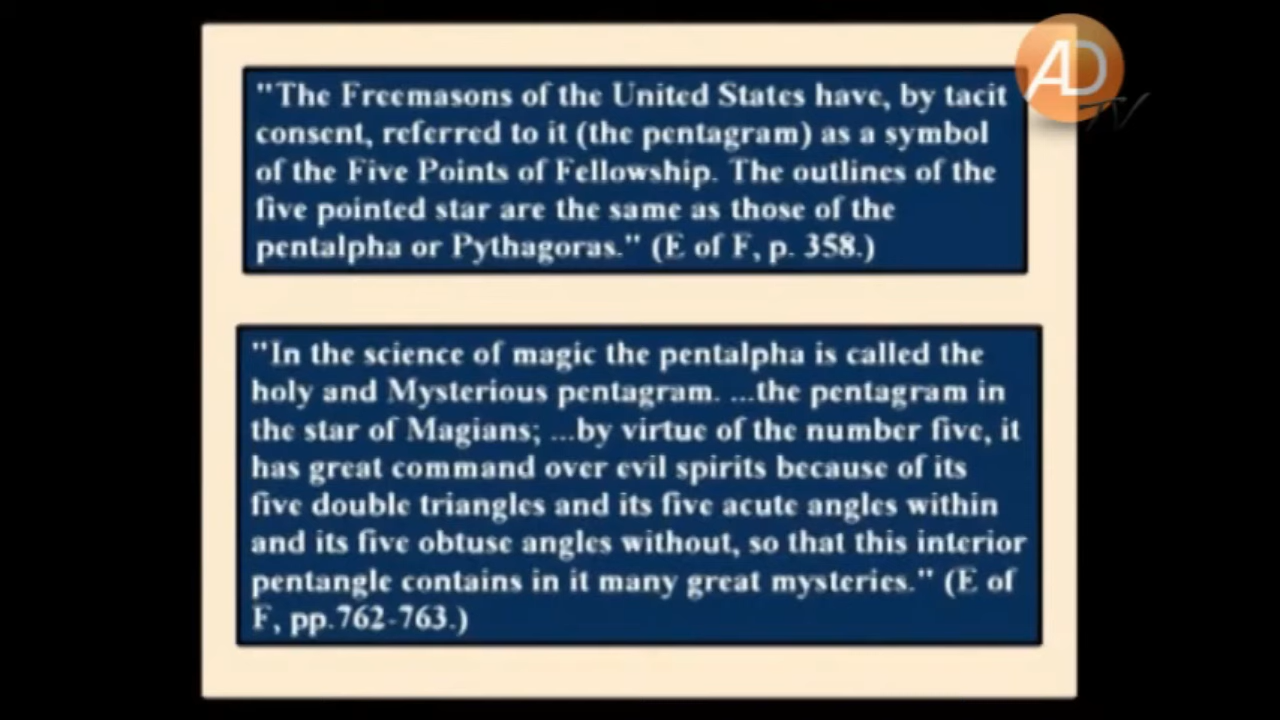 "The Freemasons of the United States have, by tacit
consent, referred to it (the pentagram) as a symbol
of the Five Points of Fellowship. The outlines of the
five pointed star are the same as those of the
pentalpha or Pythagoras." (E of F, p. 358.)
"In the science of magic the pentalpha is called the
holy and Mysterious pentagram. ...the pentagram in
the star of Magians; ...by virtue of the number five, it
has great command over evil spirits because of its
five double triangles and its five acute angles within
and its five obtuse angles without, so that this interior
pentangle contains in it many great mysteries." (E of
F, pp.762-763.)
AD
TV